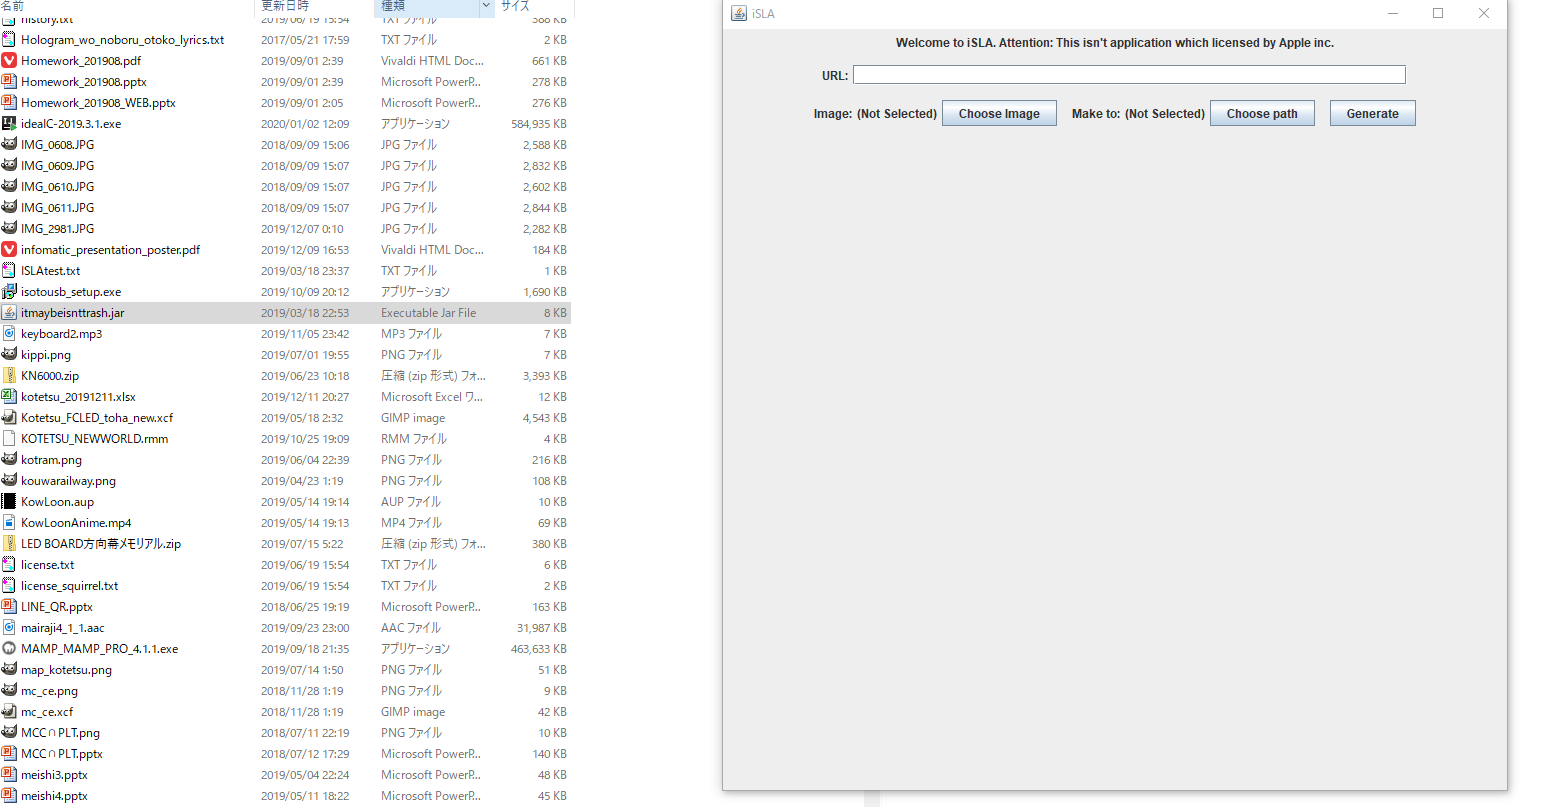 名前 更新日時 種類 サイズ
history.txt 2019/06/19 15:54 TXT ファイル 388 KB
Hologram_wo_noboru_otoko_lyrics.txt 2017/05/21 17:59 TXT ファイル 2 KB
Homework_201908.pdf 2019/09/01 2:39 Vivaldi HTML Doc... 661 KB
Homework_201908.pptx 2019/09/01 2:39 Microsoft PowerP... 278 KB
Homework_201908_WEB.pptx 2019/09/01 2:05 Microsoft PowerP... 276 KB
ideaIC-2019.3.1.exe 2020/01/02 12:09 アプリケーション 584,935 KB
IMG_0608.JPG 2018/09/09 15:06 JPG ファイル 2,588 KB
IMG_0609.JPG 2018/09/09 15:07 JPG ファイル 2,832 KB
IMG_0610.JPG 2018/09/09 15:07 JPG ファイル 2,602 KB
IMG_0611.JPG 2018/09/09 15:07 JPG ファイル 2,844 KB
IMG_2981.JPG 2019/12/07 0:10 JPG ファイル 2,282 KB
infomatic_presentation_poster.pdf 2019/12/09 16:53 Vivaldi HTML Doc... 184 KB
ISLAtest.txt 2019/03/18 23:37 TXT ファイル 1 KB
isotousb_setup.exe 2019/10/09 20:12 アプリケーション 1,690 KB
itmaybeisnttrash.jar 2019/03/18 22:53 Executable Jar File 8 KB
keyboard2.mp3 2019/11/05 23:42 MP3 ファイル 7 KB
kippi.png 2019/07/01 19:55 PNG ファイル 7 KB
KN6000.zip 2019/06/23 10:18 圧縮 (zip 形式) フォ... 3,393 KB
kotetsu_20191211.xlsx 2019/12/11 20:27 Microsoft Excel ワ... 12 KB
Kotetsu_FCLED_toha_new.xcf 2019/05/18 2:32 GIMP image 4,543 KB
KOTETSU_NEWWORLD.rmm 2019/10/25 19:09 RMM ファイル 4 KB
kotram.png 2019/06/04 22:39 PNG ファイル 216 KB
kouwarailway.png 2019/04/23 1:19 PNG ファイル 108 KB
KowLoon.aup 2019/05/14 19:14 AUP ファイル 10 KB
KowLoonAnime.mp4 2019/05/14 19:13 MP4 ファイル 69 KB
LED BOARD方向幕メモリアル.zip 2019/07/15 5:22 圧縮 (zip 形式) フォ... 380 KB
license.txt 2019/06/19 15:54 TXT ファイル 6 KB
license_squirrel.txt 2019/06/19 15:54 TXT ファイル 2 KB
LINE_QR.pptx 2018/06/25 19:19 Microsoft PowerP... 163 KB
mairaji4_1_1.aac 2019/09/23 23:00 AAC ファイル 31,987 KB
MAMP_MAMP_PRO_4.1.1.exe 2019/09/18 21:35 アプリケーション 463,633 KB
map_kotetsu.png 2019/07/14 1:50 PNG ファイル 51 KB
mc_ce.png 2018/11/28 1:19 PNG ファイル 9 KB
mc_ce.xcf 2018/11/28 1:19 GIMP image 42 KB
MCC∩PLT.png 2018/07/11 22:19 PNG ファイル 10 KB
MCC∩PLT.pptx 2018/07/12 17:29 Microsoft PowerP... 140 KB
meishi3.pptx 2019/05/04 22:24 Microsoft PowerP... 48 KB
meishi4.pptx 2019/05/11 18:22 Microsoft PowerP... 45 KB
iSLA
Welcome to iSLA. Attention: This isn't application which licensed by Apple inc.
URL:
Image: (Not Selected) Choose Image Make to: (Not Selected) Choose path Generate